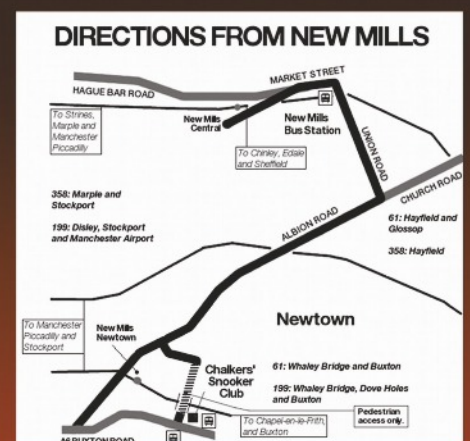 DIRECTIONS FROM NEW MILLS
MARKET STREET
HAGUE BAR ROAD
To Strines,
Marple and
Manchester
Piccadilly
New Mills
Central
New Mills
Bus Station
To Chinley, Edale
and Sheffield
UNION ROAD
CHURCH ROAD
358: Marple and
Stockport
199: Disley, Stockport
and Manchester Airport
ALBION ROAD
61: Hayfield and
Glossop
358: Hayfield
Newtown
To Manchester
Piccadilly and
Stockport
New Mills
Newtown
Chalkers'
Snooker
Club
61: Whaley Bridge and Buxton
199: Whaley Bridge, Dove Holes
and Buxton
Pedestrian
access only.
To Chapel-en-le-Frith,
and Buxton
A6 BUXTON ROAD